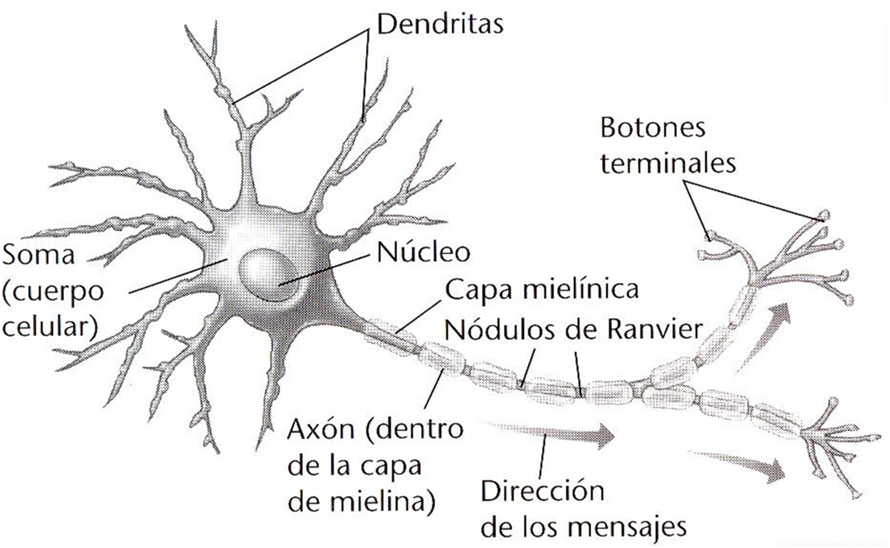 Dendritas
Botones
terminales
Soma
(cuerpo
celular)
Núcleo
Capa mielínica
Nódulos de Ranvier
Axón (dentro
de la capa
de mielina)
Dirección
de los mensajes